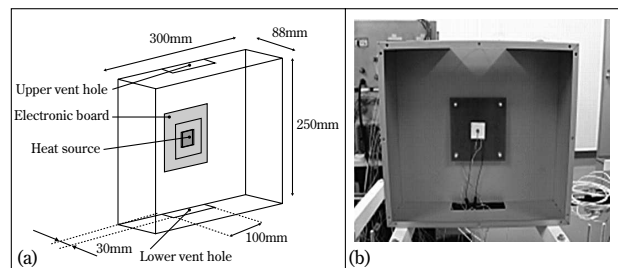 300mm
88mm
Upper vent hole
Electronic board
Heat source
250mm
30mm
100mm
Lower vent hole
(a)
(b)